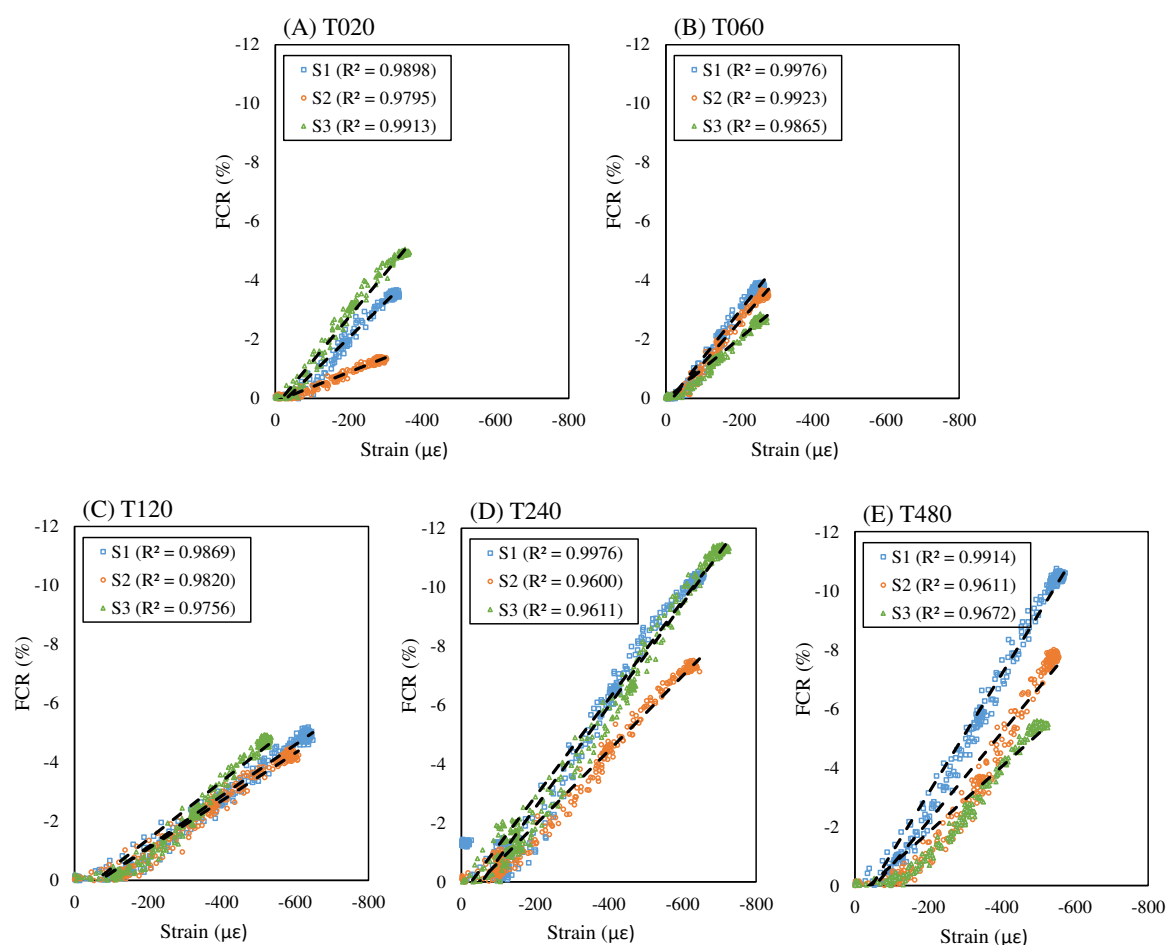 (A) T020
-12
-10
-8
-6
-4
-2
0
FCR (%)
S1 (R² = 0.9898)
S2 (R² = 0.9795)
S3 (R² = 0.9913)
0 -200 -400 -600 -800
Strain (με)
(B) T060
-12
-10
-8
-6
-4
-2
0
FCR (%)
S1 (R² = 0.9976)
S2 (R² = 0.9923)
S3 (R² = 0.9865)
0 -200 -400 -600 -800
Strain (με)
(C) T120
-12
-10
-8
-6
-4
-2
0
FCR (%)
S1 (R² = 0.9869)
S2 (R² = 0.9820)
S3 (R² = 0.9756)
0 -200 -400 -600 -800
Strain (με)
(D) T240
-12
-10
-8
-6
-4
-2
0
FCR (%)
S1 (R² = 0.9976)
S2 (R² = 0.9600)
S3 (R² = 0.9611)
0 -200 -400 -600 -800
Strain (με)
(E) T480
-12
-10
-8
-6
-4
-2
0
FCR (%)
S1 (R² = 0.9914)
S2 (R² = 0.9611)
S3 (R² = 0.9672)
0 -200 -400 -600 -800
Strain (με)